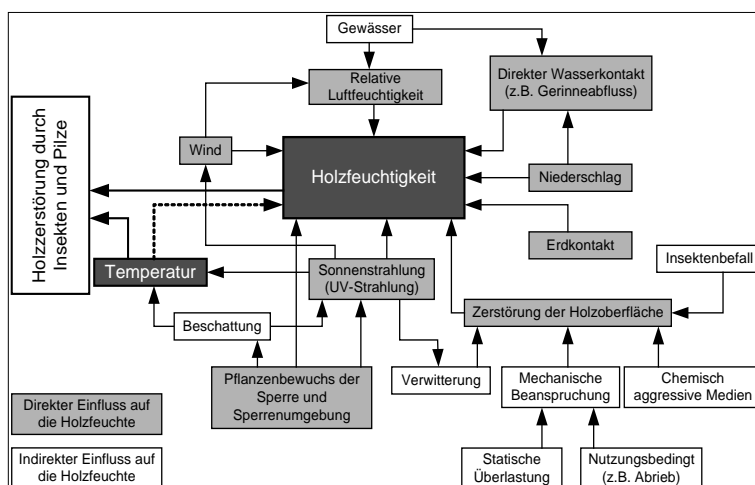 Gewässer
Relative
Luftfeuchtigkeit
Direkter Wasserkontakt
(z.B. Gerinneabfluss)
Holzzerstörung durch
Insekten und Pilze
Wind
Holzfeuchtigkeit
Niederschlag
Erdkontakt
Insektenbefall
Temperatur
Sonnenstrahlung
(UV-Strahlung)
Zerstörung der Holzoberfläche
Beschattung
Pflanzenbewuchs der
Sperre und
Sperrenumgebung
Verwitterung
Mechanische
Beanspruchung
Chemisch
aggressive Medien
Direkter Einfluss auf
die Holzfeuchte
Indirekter Einfluss auf
die Holzfeuchte
Statische
Überlastung
Nutzungsbedingt
(z.B. Abrieb)